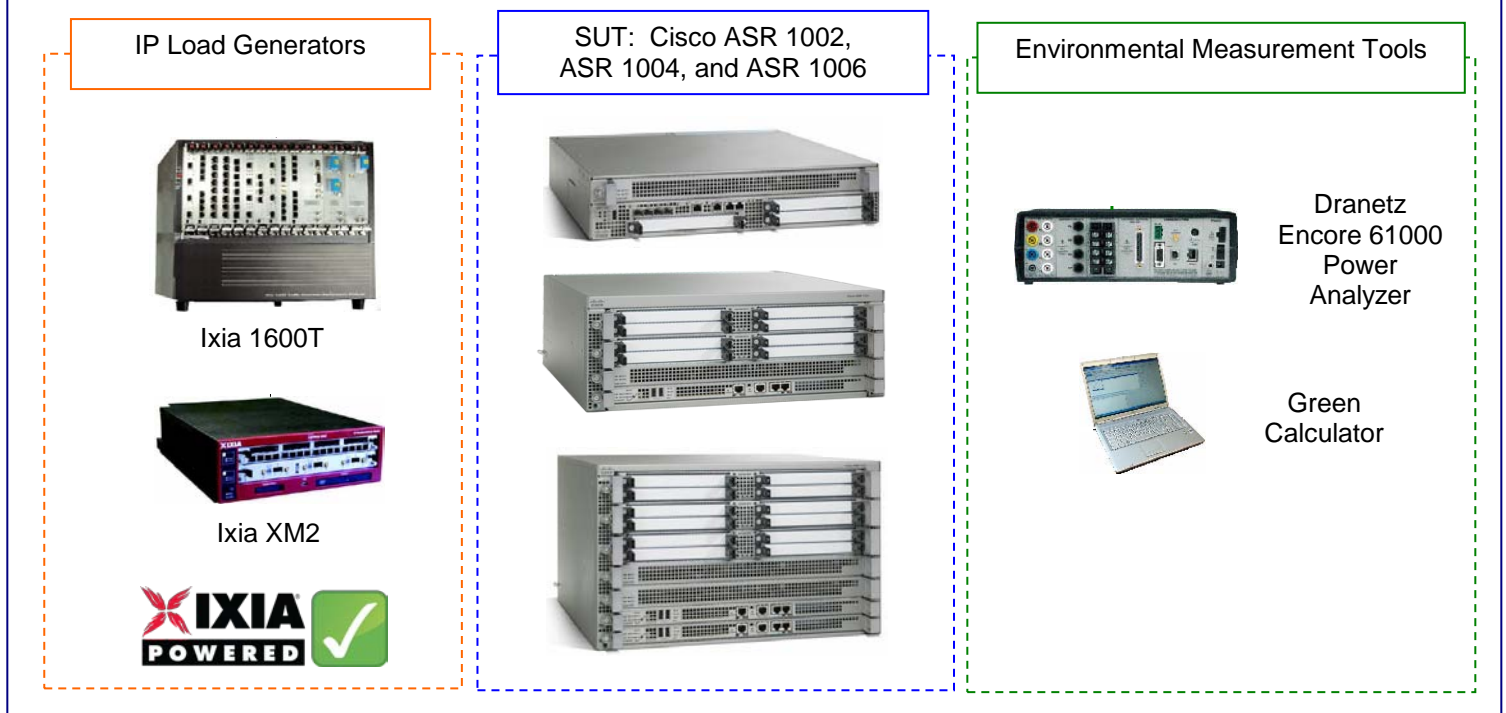 IP Load Generators
Ixia 1600T
XIXIA
Ixia XM2
IXIA
POWERED
SUT: Cisco ASR 1002,
ASR 1004, and ASR 1006
Environmental Measurement Tools
Dranetz
Encore 61000
Power
Analyzer
Green
Calculator